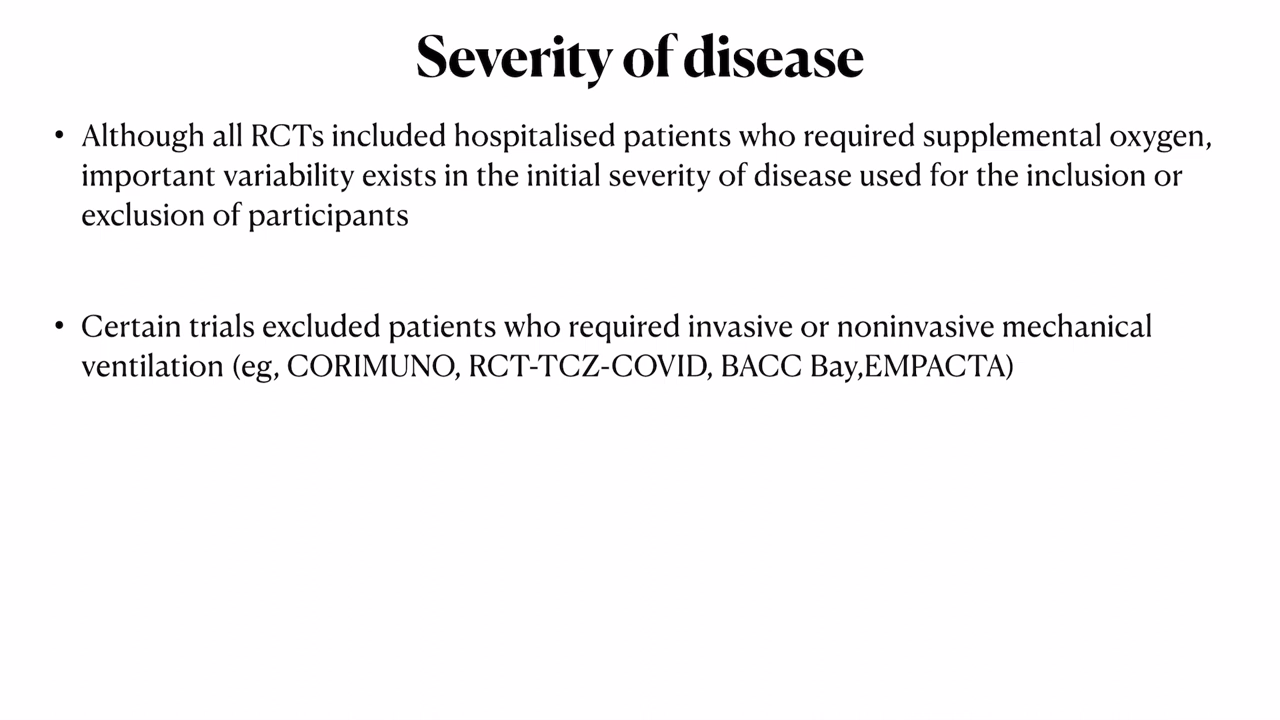 Severity of disease
• Although all RCTs included hospitalised patients who required supplemental oxygen,
important variability exists in the initial severity of disease used for the inclusion or
exclusion of participants
• Certain trials excluded patients who required invasive or noninvasive mechanical
ventilation (eg, CORIMUNO, RCT-TCZ-COVID, BACC Bay,EMPACTA)